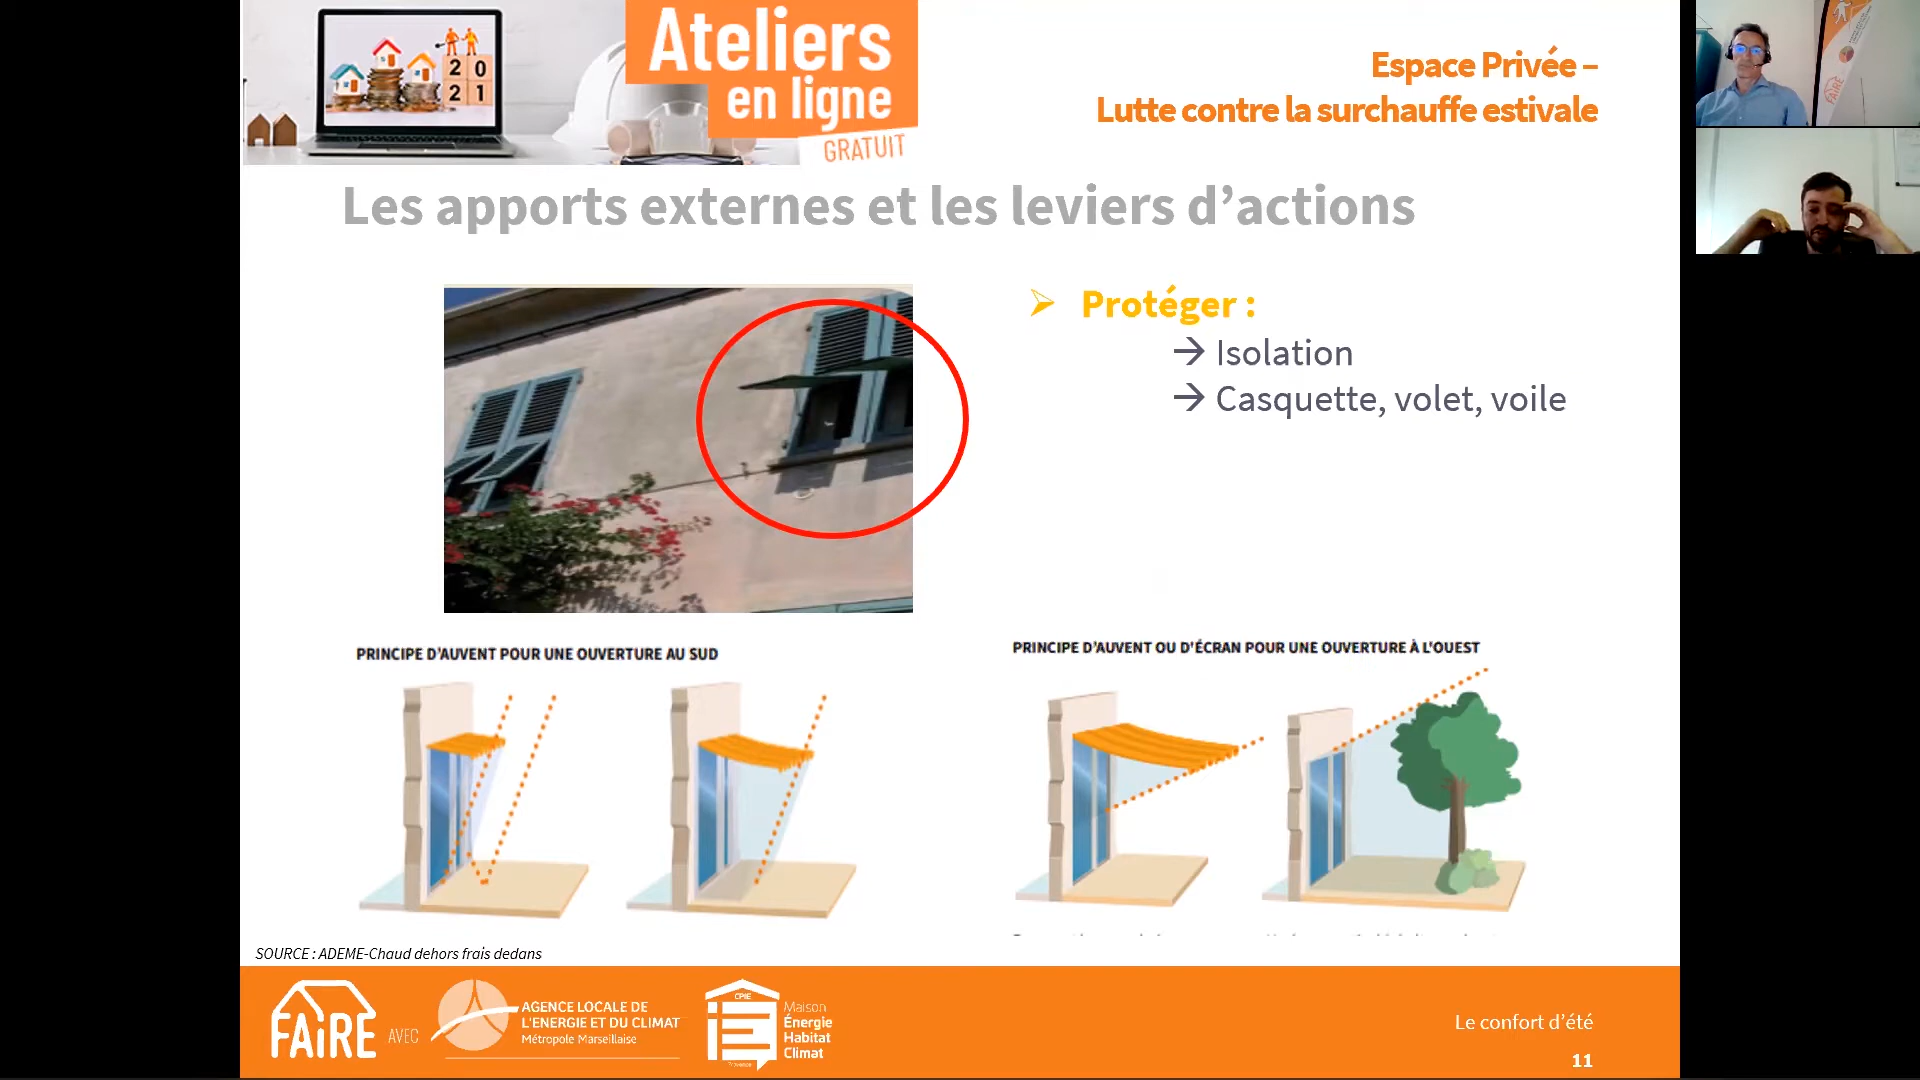 Ateliers
en ligne
GRATUIT
20
21
Espace Privée –
Lutte contre la surchauffe estivale
Les apports externes et les leviers d’actions
Protéger :
→ Isolation
→ Casquette, volet, voile
PRINCIPE D'AUVENT POUR UNE OUVERTURE AU SUD
PRINCIPE D'AUVENT OU D'ÉCRAN POUR UNE OUVERTURE À L'OUEST
SOURCE : ADEME-Chaud dehors frais dedans
FAiRE
AVEC
AGENCE LOCALE DE
L'ENERGIE ET DU CLIMAT
Métropole Marseillaise
CPIE
Maison
Énergie
Habitat
Climat
Le confort d’été
11
FAiRE